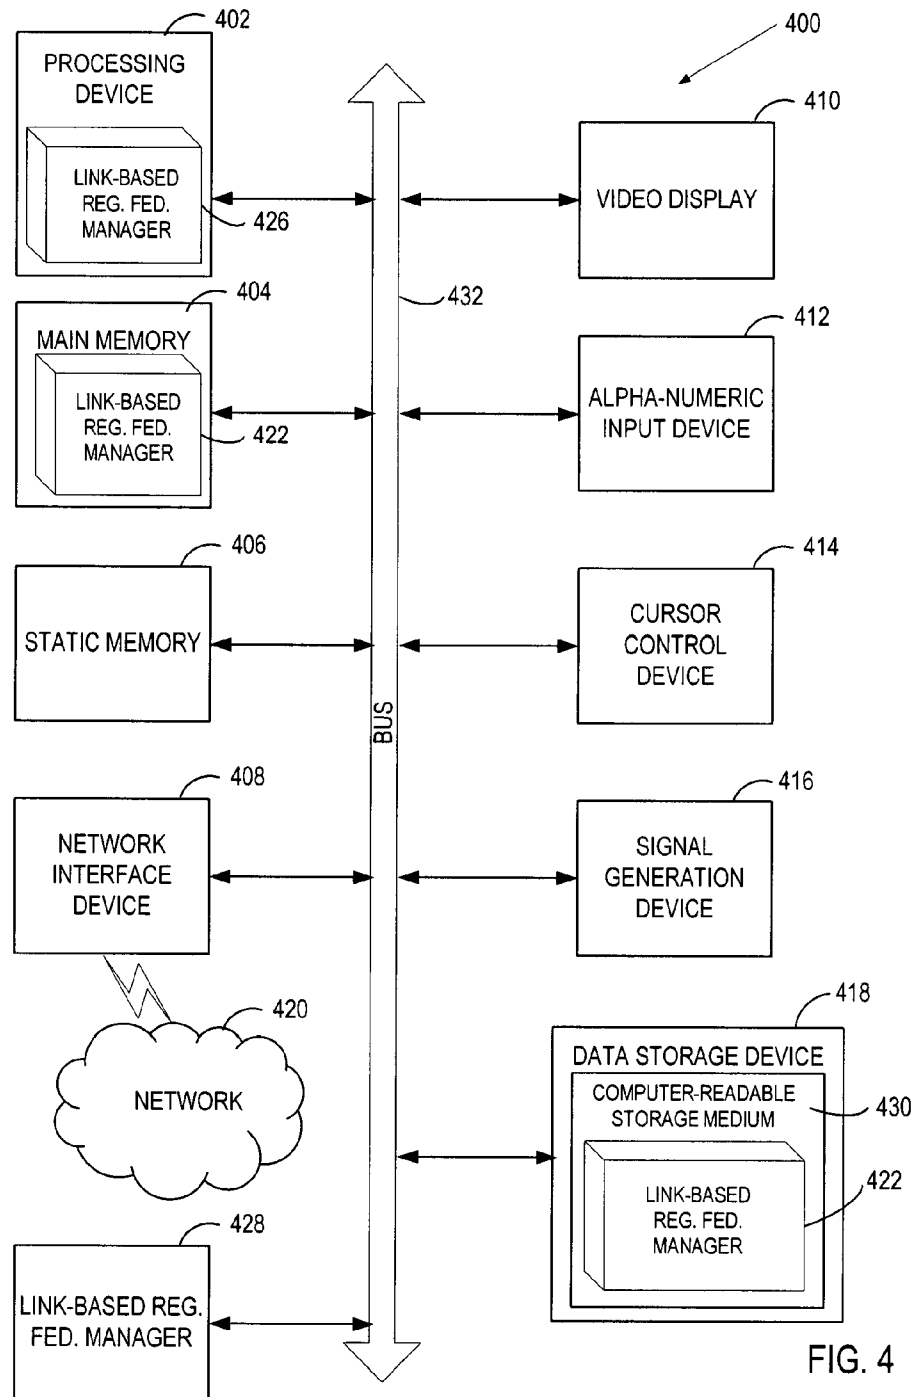 402
PROCESSING
DEVICE
LINK-BASED
REG. FED.
MANAGER
426
404
MAIN MEMORY
LINK-BASED
REG. FED.
MANAGER
422
406
STATIC MEMORY
408
NETWORK
INTERFACE
DEVICE
420
NETWORK
428
LINK-BASED REG.
FED. MANAGER
BUS
432
400
410
VIDEO DISPLAY
412
ALPHA-NUMERIC
INPUT DEVICE
414
CURSOR
CONTROL
DEVICE
416
SIGNAL
GENERATION
DEVICE
418
DATA STORAGE DEVICE
COMPUTER-READABLE
STORAGE MEDIUM
430
LINK-BASED
REG. FED.
MANAGER
422
FIG. 4